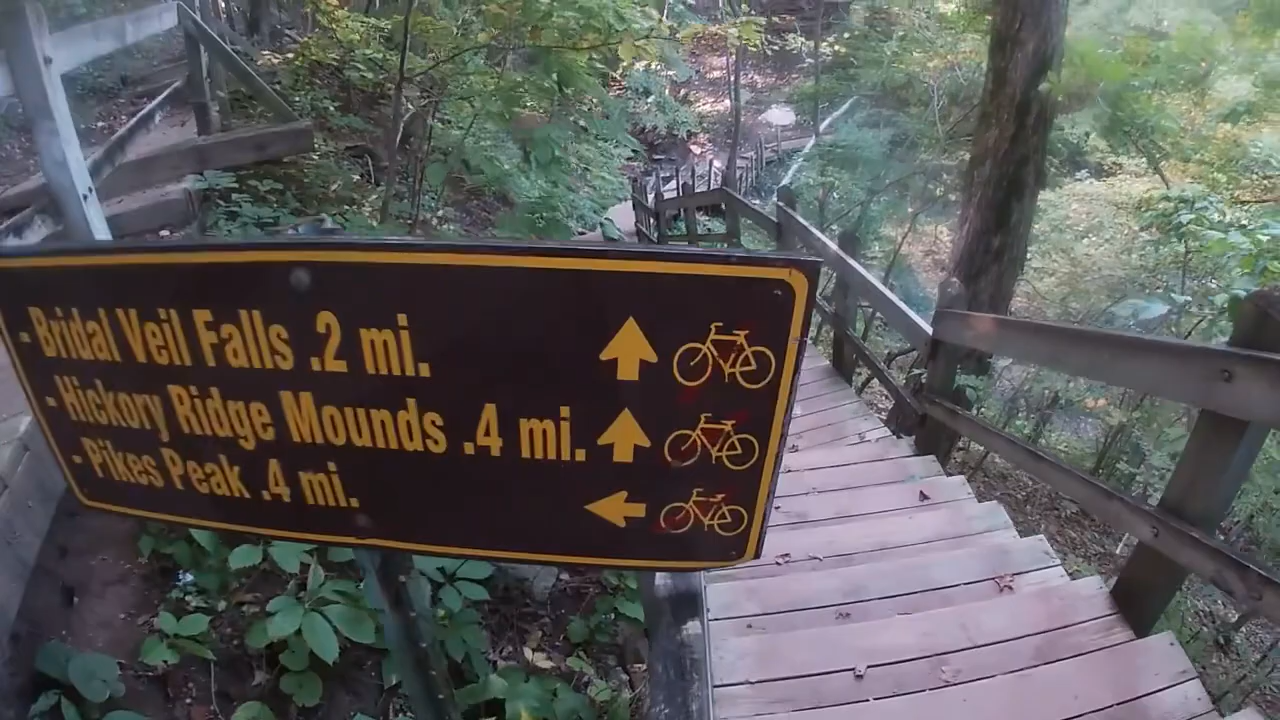 - Bridal Veil Falls .2 mi.
- Hickory Ridge Mounds .4 mi.
- Pikes Peak .4 mi.